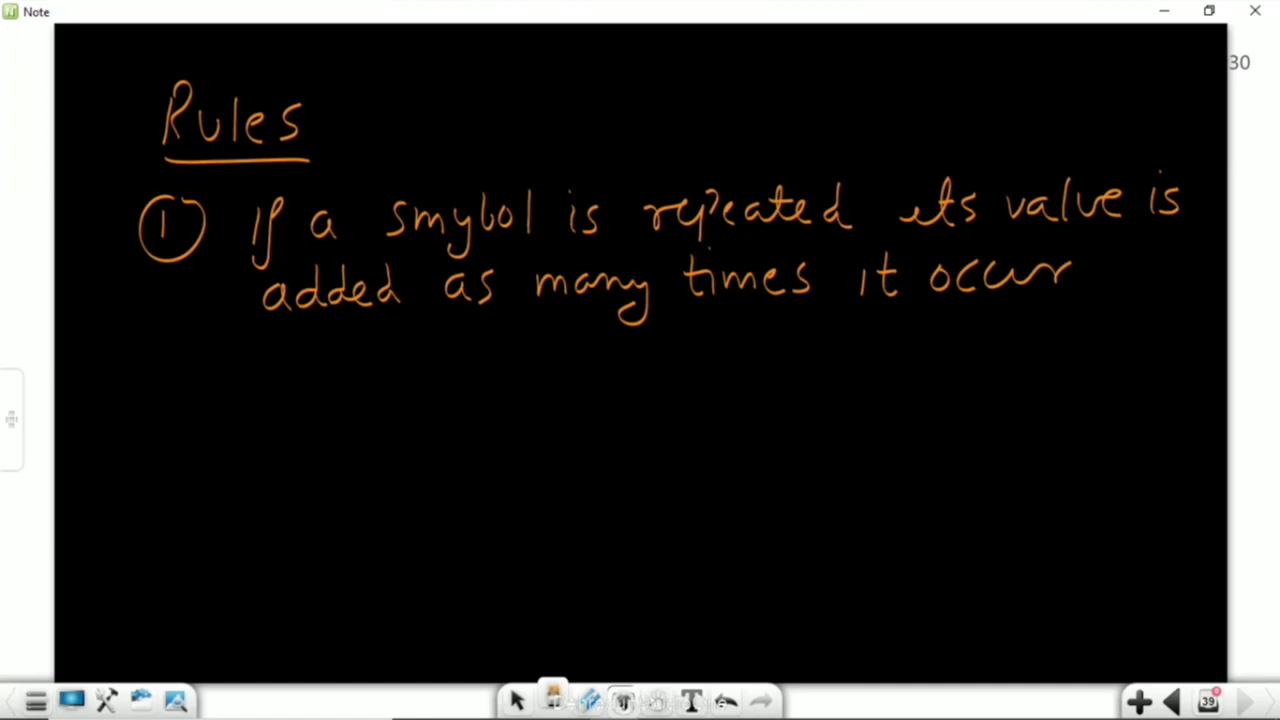 Note
30
Rules
① If a smybol is repeated its value is
added as many times it occur
39